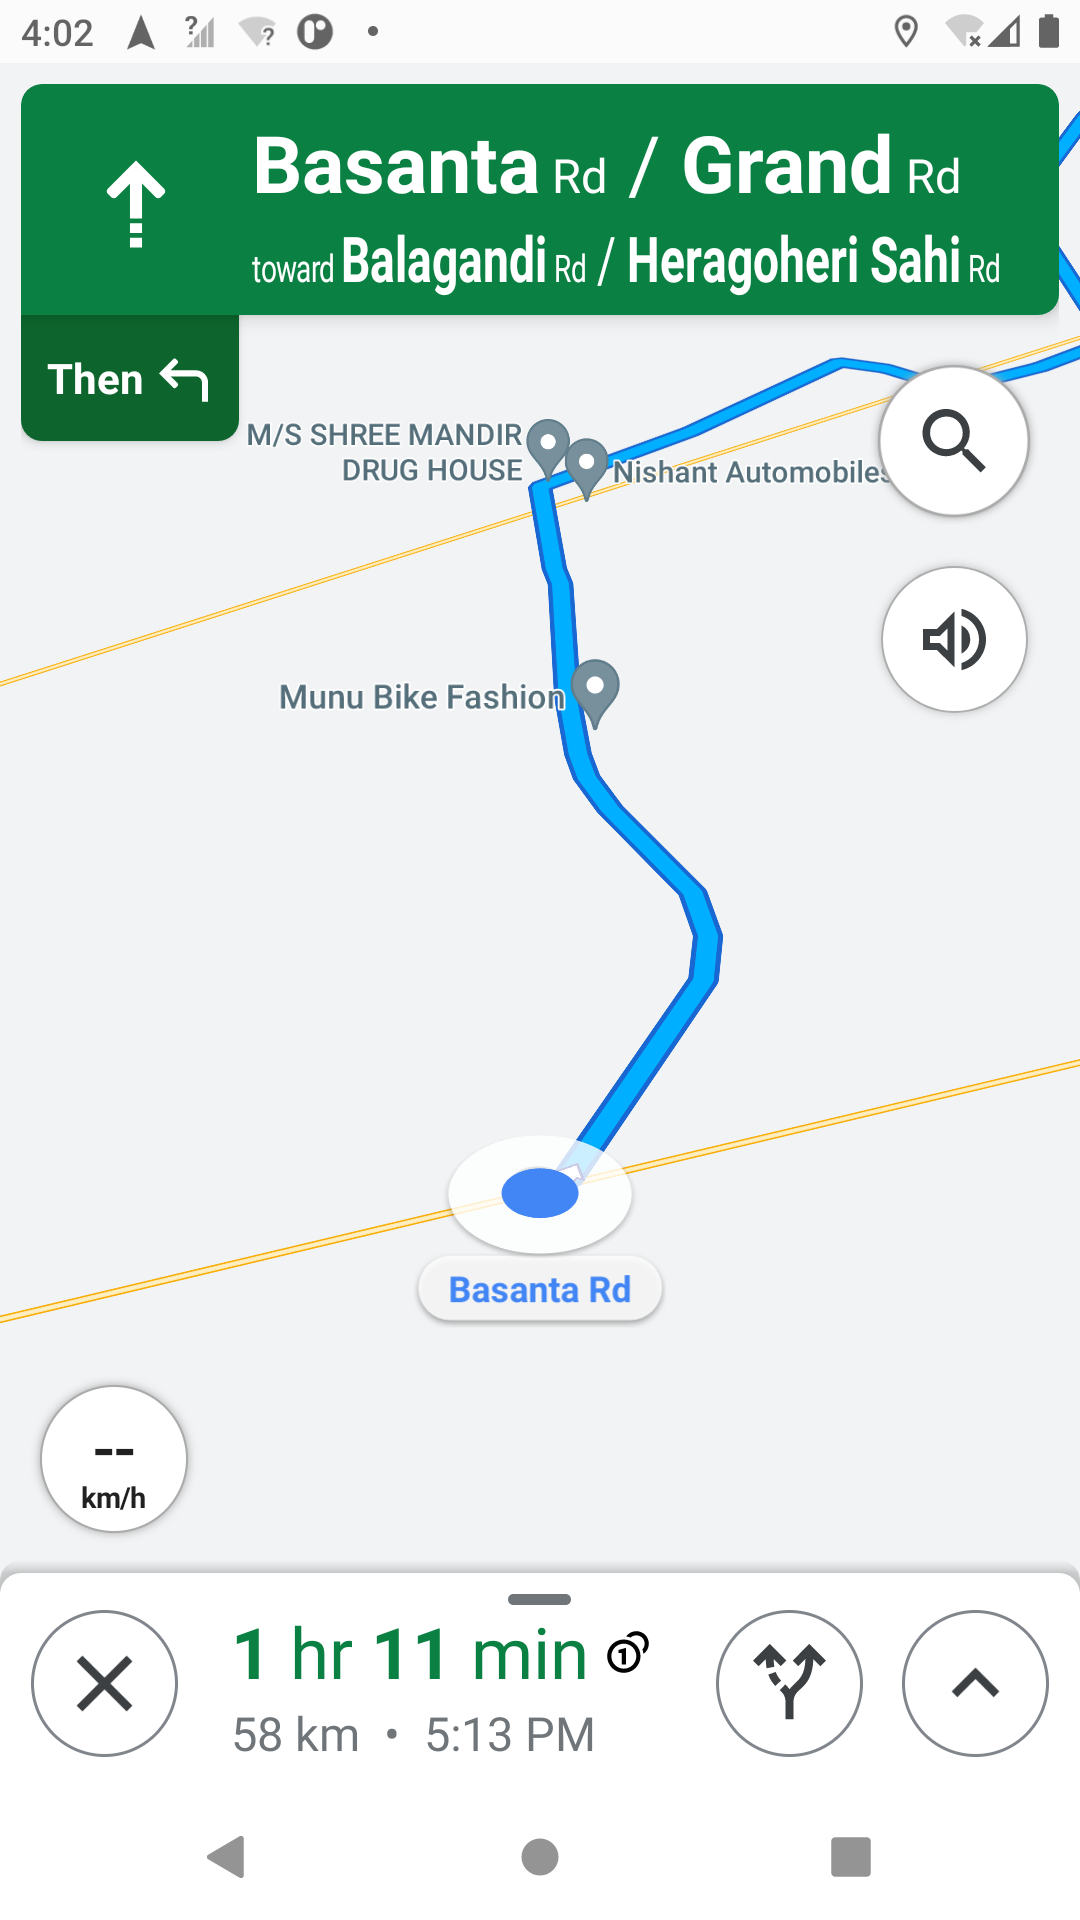 4:02
Basanta Rd / Grand Rd
toward Balagandi Rd / Heragoheri Sahi Rd
Then
M/S SHREE MANDIR
DRUG HOUSE
Nishant Automobiles
Munu Bike Fashion
Basanta Rd
--
km/h
1 hr 11 min
58 km • 5:13 PM